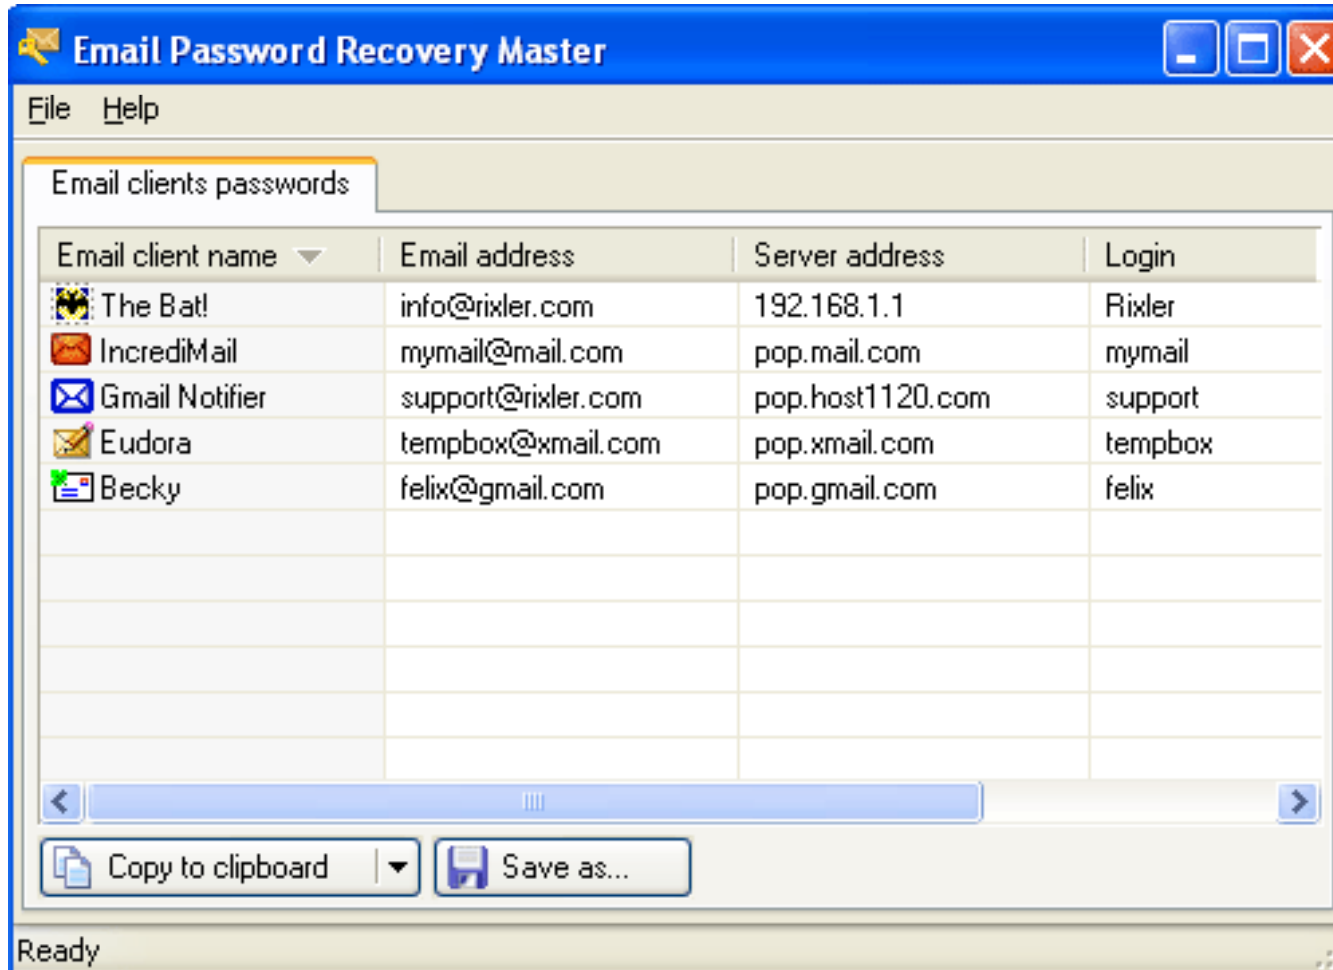 Email Password Recovery Master
File Help
Email clients passwords
Email client name Email address Server address Login
The Bat! info@rixler.com 192.168.1.1 Rixler
IncrediMail mymail@mail.com pop.mail.com mymail
Gmail Notifier support@rixler.com pop.host1120.com support
Eudora tempbox@xmail.com pop.xmail.com tempbox
Becky felix@gmail.com pop.gmail.com felix
Copy to clipboard Save as...
Ready